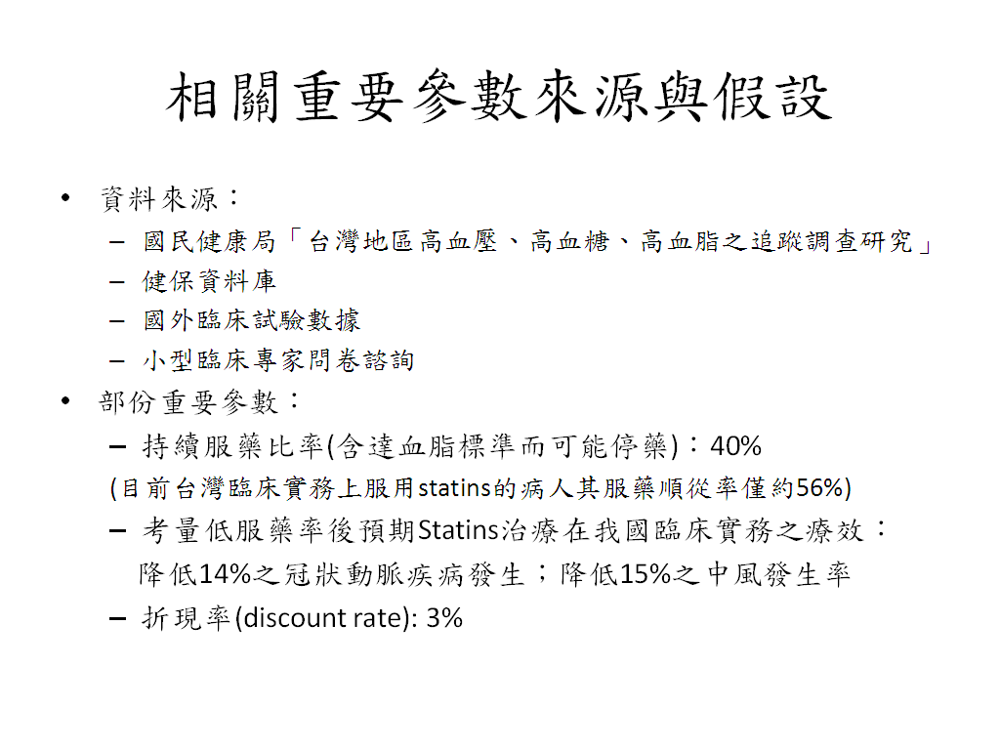 相關重要參數來源與假設
• 資料來源：
– 國民健康局「台灣地區高血壓、高血糖、高血脂之追蹤調查研究」
– 健保資料庫
– 國外臨床試驗數據
– 小型臨床專家問卷諮詢
• 部份重要參數：
– 持續服藥比率(含達血脂標準而可能停藥)：40%
(目前台灣臨床實務上服用statins的病人其服藥順從率僅約56%)
– 考量低服藥率後預期Statins治療在我國臨床實務之療效：
降低14%之冠狀動脈疾病發生；降低15%之中風發生率
– 折現率(discount rate): 3%